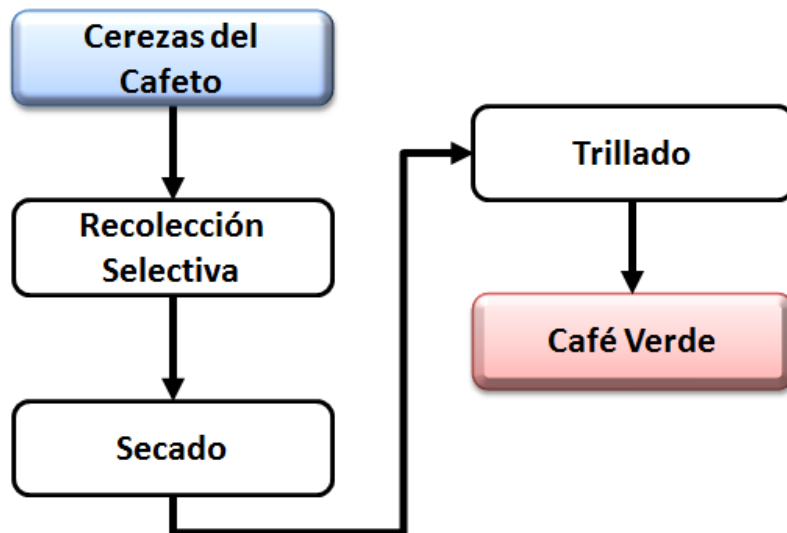 Cerezas del
Cafeto
Recolección
Selectiva
Secado
Trillado
Café Verde